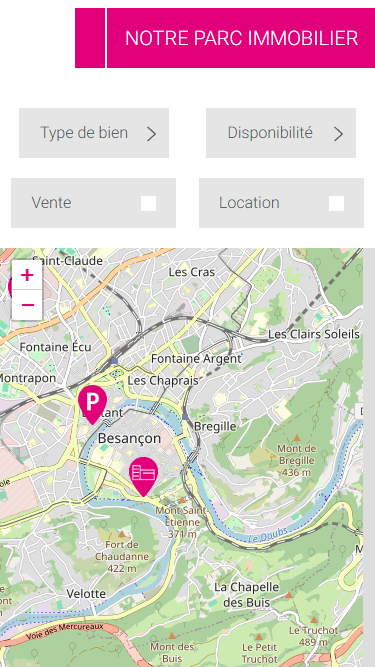 NOTRE PARC IMMOBILIER
Type de bien
Disponibilité
Vente
Location
+
−
Saint-Claude
Les Cras
Les Clairs Soleils
Fontaine Écu
Fontaine Argent
Montrapon
Les Chaprais
P
Besançon
Bregille
Mont de
Bregille
436 m
Mont Saint-
Étienne
371 m
Le Doubs
Fort de
Chaudanne
422 m
Velotte
La Chapelle
des Buis
Voie des Mercureaux
Le Truchot
489 m
Mont des
Buis
Le Petit
Truchot